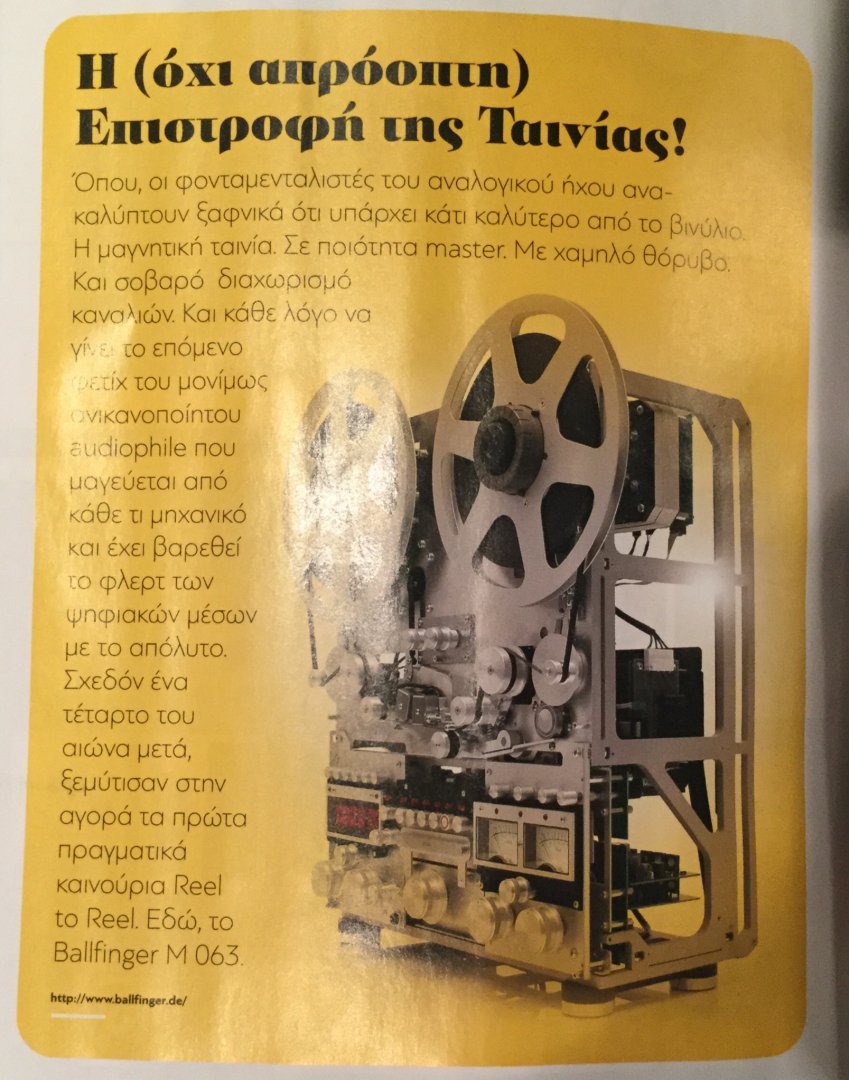 Η (όχι απρόοπτη)
Επιστροφή της Ταινίας!
Όπου, οι φονταμενταλιστές του αναλογικού ήχου ανα-
καλύπτουν ξαφνικά ότι υπάρχει κάτι καλύτερο από το βινύλιο.
Η μαγνητική ταινία. Σε ποιότητα master. Με χαμηλό θόρυβο.
Και σοβαρό διαχωρισμό
καναλιών. Και κάθε λόγο να
γίνει το επόμενο
φετίχ του μονίμως
ανικανοποίητου
audiophile που
μαγεύεται από
κάθε τι μηχανικό
και έχει βαρεθεί
το φλερτ των
ψηφιακών μέσων
με το απόλυτο.
Σχεδόν ένα
τέταρτο του
αιώνα μετά,
ξεμύτισαν στην
αγορά τα πρώτα
πραγματικά
καινούρια Reel
to Reel. Εδώ, το
Ballfinger M 063.
http://www.ballfinger.de/